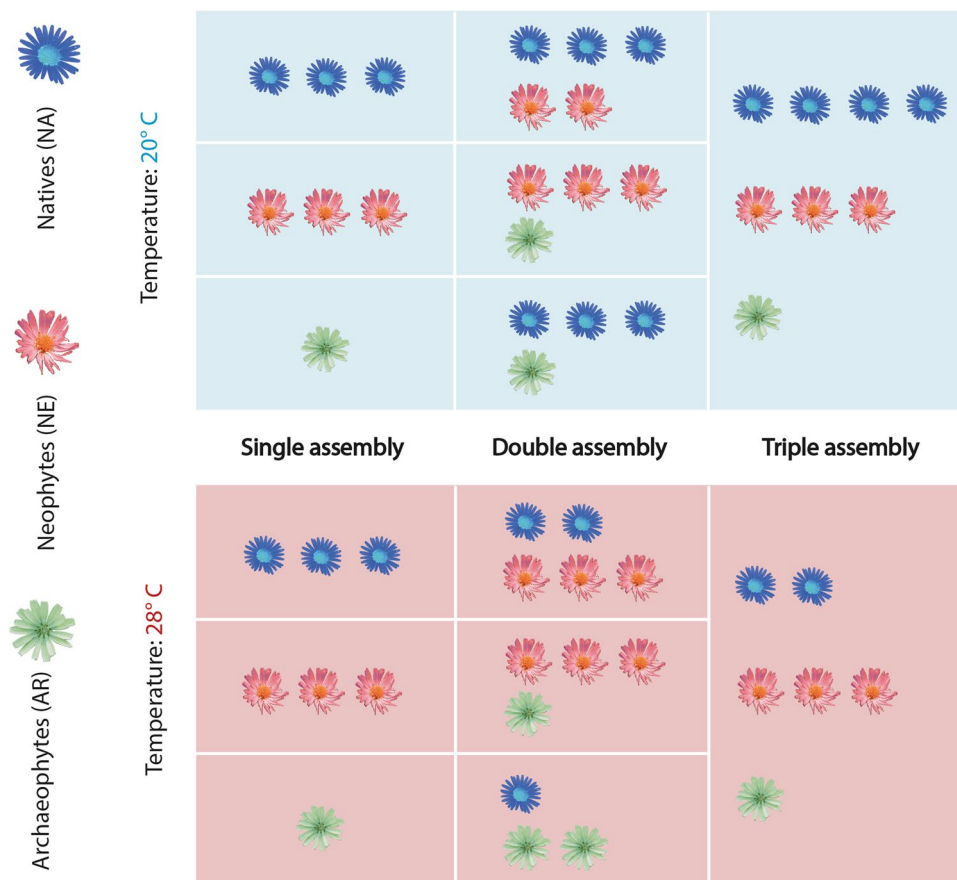 Natives (NA)
Neophytes (NE)
Archaeophytes (AR)
Temperature: 20° C
Single assembly
Double assembly
Triple assembly
Temperature: 28° C